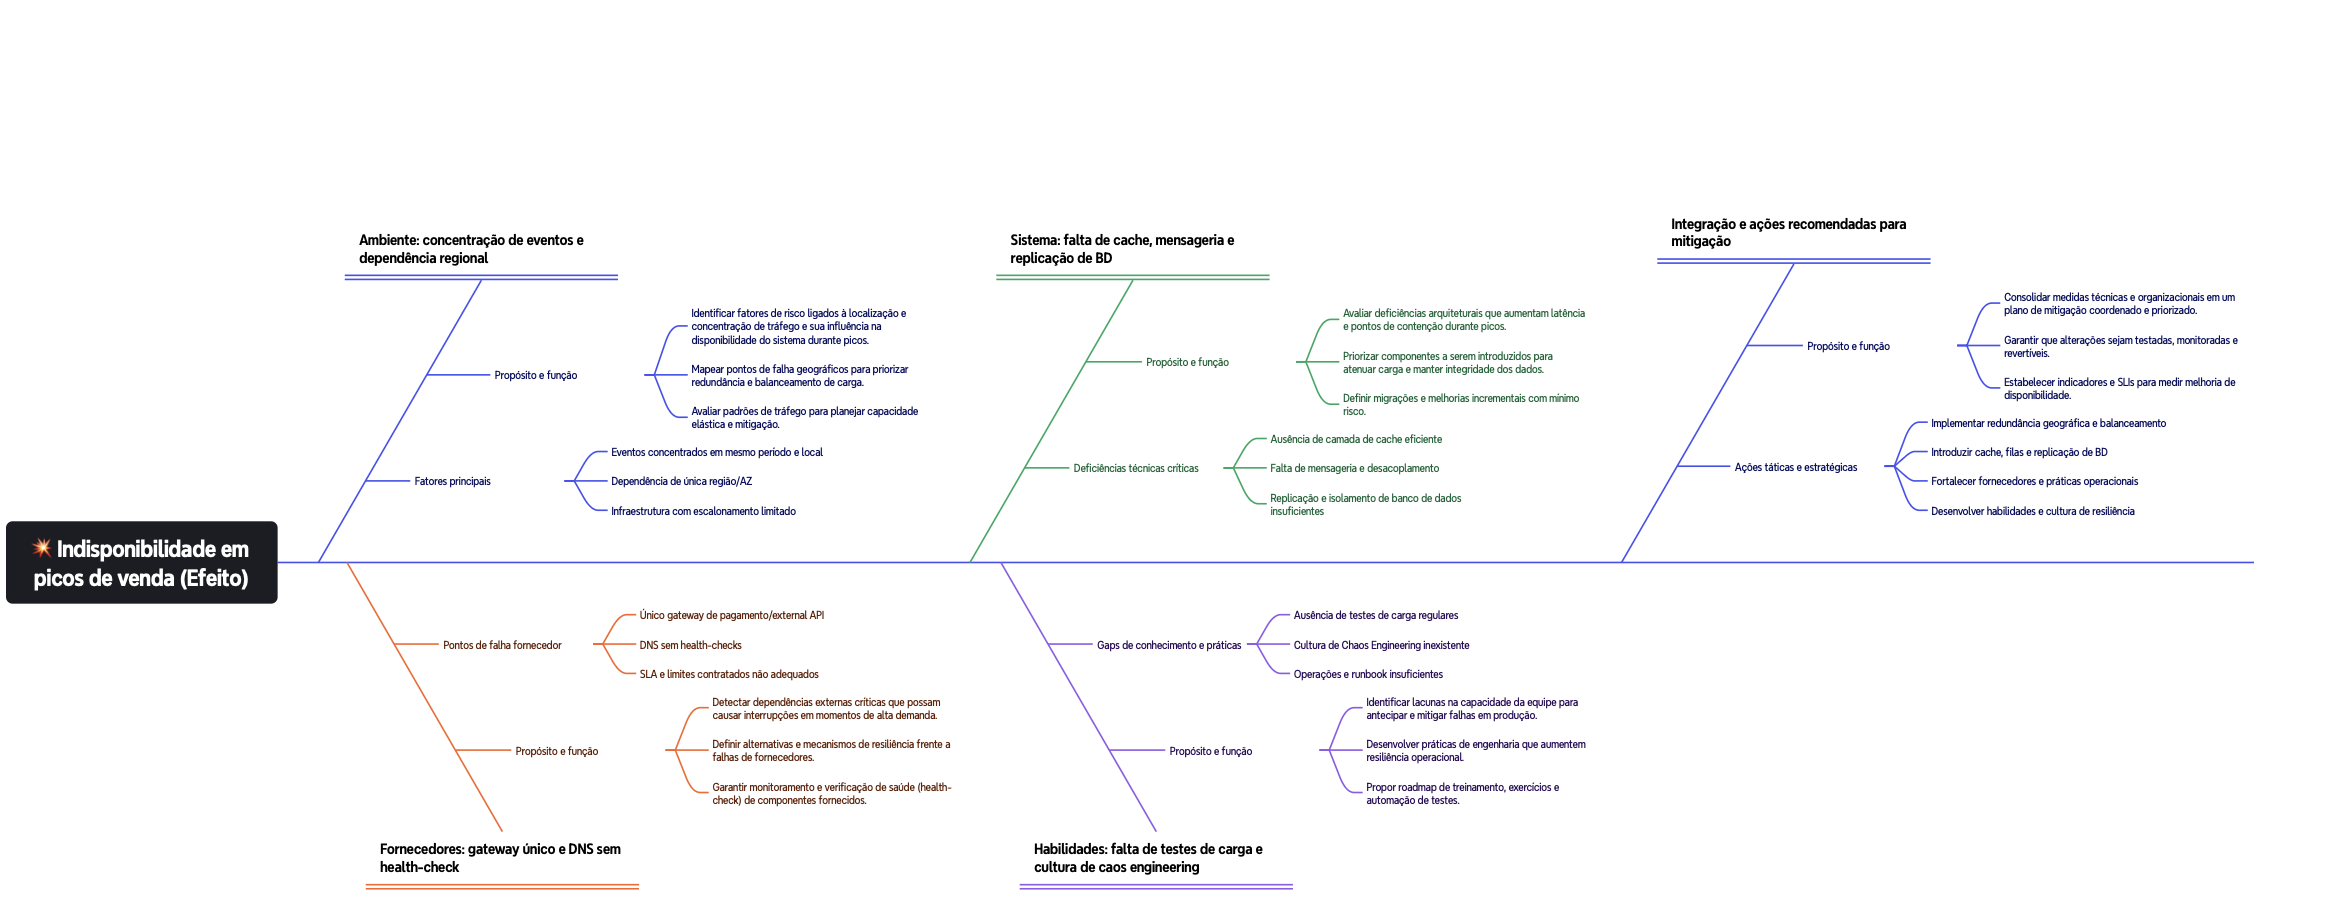 💥 Indisponibilidade em
picos de venda (Efeito)
Ambiente: concentração de eventos e
dependência regional
Propósito e função
Identificar fatores de risco ligados à localização e
concentração de tráfego e sua influência na
disponibilidade do sistema durante picos.
Mapear pontos de falha geográficos para priorizar
redundância e balanceamento de carga.
Avaliar padrões de tráfego para planejar capacidade
elástica e mitigação.
Fatores principais
Eventos concentrados em mesmo período e local
Dependência de única região/AZ
Infraestrutura com escalonamento limitado
Sistema: falta de cache, mensageria e
replicação de BD
Propósito e função
Avaliar deficiências arquiteturais que aumentam latência
e pontos de contenção durante picos.
Priorizar componentes a serem introduzidos para
atenuar carga e manter integridade dos dados.
Definir migrações e melhorias incrementais com mínimo
risco.
Deficiências técnicas críticas
Ausência de camada de cache eficiente
Falta de mensageria e desacoplamento
Replicação e isolamento de banco de dados
insuficientes
Integração e ações recomendadas para
mitigação
Propósito e função
Consolidar medidas técnicas e organizacionais em um
plano de mitigação coordenado e priorizado.
Garantir que alterações sejam testadas, monitoradas e
revertíveis.
Estabelecer indicadores e SLIs para medir melhoria de
disponibilidade.
Ações táticas e estratégicas
Implementar redundância geográfica e balanceamento
Introduzir cache, filas e replicação de BD
Fortalecer fornecedores e práticas operacionais
Desenvolver habilidades e cultura de resiliência
Pontos de falha fornecedor
Único gateway de pagamento/external API
DNS sem health-checks
SLA e limites contratados não adequados
Propósito e função
Detectar dependências externas críticas que possam
causar interrupções em momentos de alta demanda.
Definir alternativas e mecanismos de resiliência frente a
falhas de fornecedores.
Garantir monitoramento e verificação de saúde (health-
check) de componentes fornecidos.
Fornecedores: gateway único e DNS sem
health-check
Gaps de conhecimento e práticas
Ausência de testes de carga regulares
Cultura de Chaos Engineering inexistente
Operações e runbook insuficientes
Propósito e função
Identificar lacunas na capacidade da equipe para
antecipar e mitigar falhas em produção.
Desenvolver práticas de engenharia que aumentem
resiliência operacional.
Propor roadmap de treinamento, exercícios e
automação de testes.
Habilidades: falta de testes de carga e
cultura de caos engineering